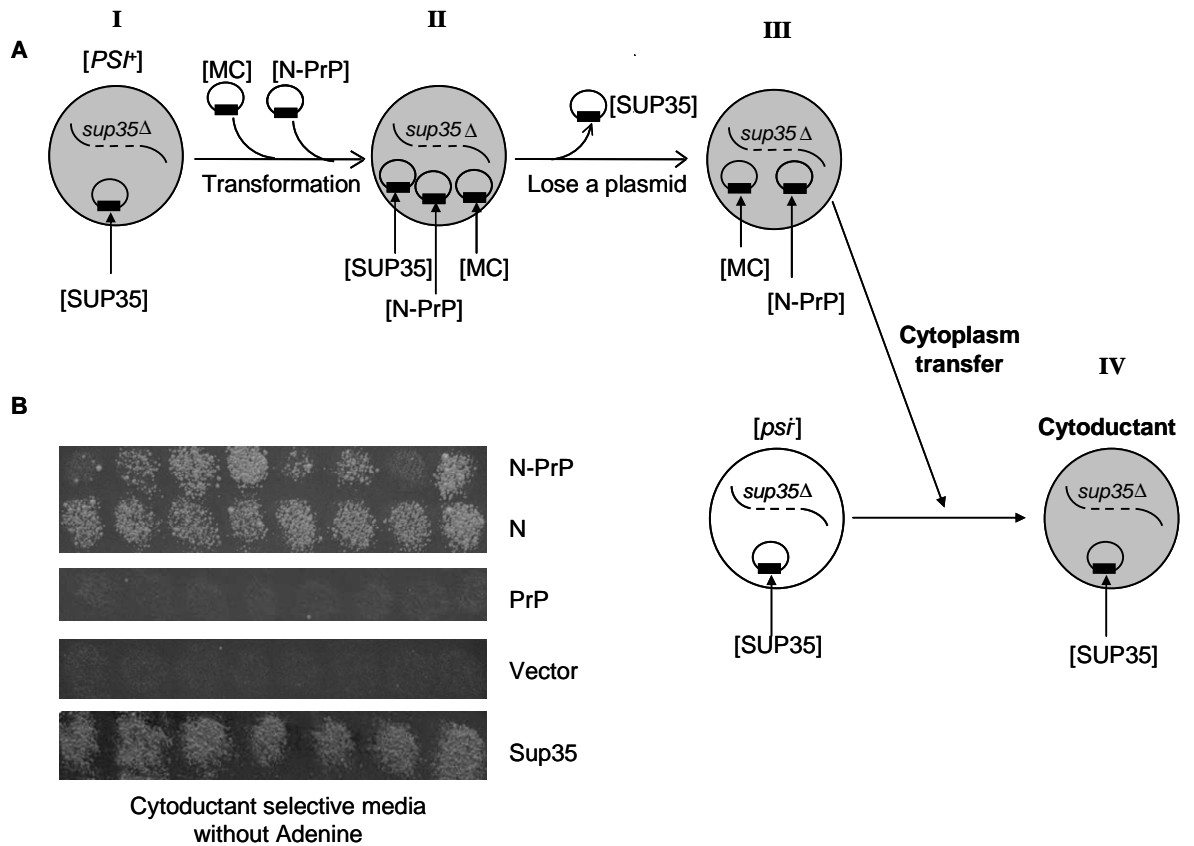 I
II
III
A
[PSI+]
[MC]
[N-PrP]
[SUP35]
sup35Δ
sup35Δ
sup35Δ
Transformation
Lose a plasmid
[SUP35]
[SUP35]
[MC]
[N-PrP]
[MC]
[N-PrP]
Cytoplasm
transfer
IV
B
[psi-]
Cytoductant
N-PrP
sup35Δ
sup35Δ
N
PrP
[SUP35]
[SUP35]
Vector
Sup35
Cytoductant selective media
without Adenine